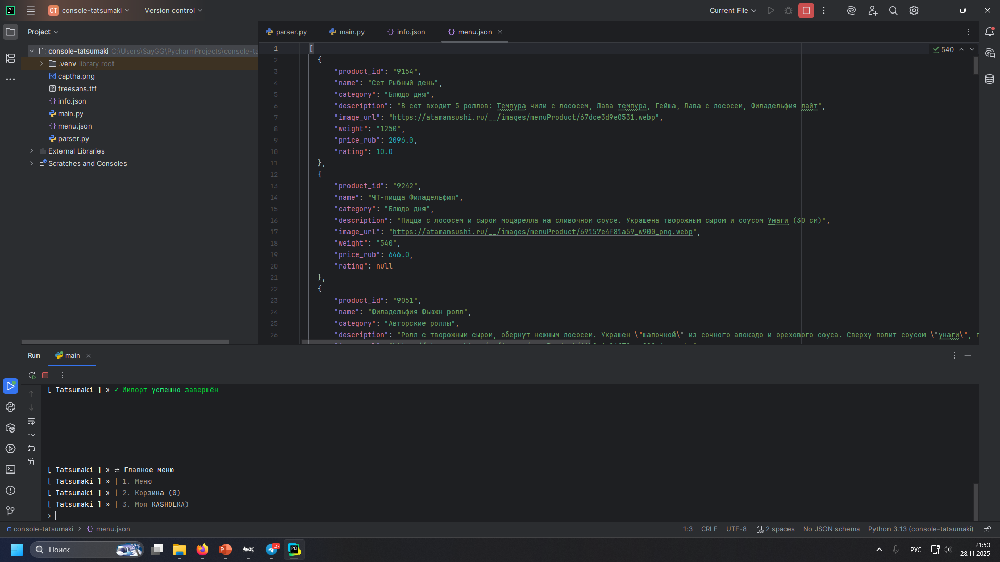 PC
CT console-tatsumaki
Version control
Current File
Project
parser.py
main.py
info.json
menu.json
console-tatsumaki C:\Users\SayGG\PycharmProjects\console-ta
.venv library root
captha.png
freesans.ttf
info.json
main.py
menu.json
parser.py
External Libraries
Scratches and Consoles
540
1 [
2 {
3 "product_id": "9154",
4 "name": "Сет Рыбный день",
5 "category": "Блюдо дня",
6 "description": "В сет входит 5 роллов: Темпура чили с лососем, Лава темпура, Гейша, Лава с лососем, Филадельфия лайт",
7 "image_url": "https://atamansushi.ru/__/images/menuProduct/67dce3d9e0531.webp",
8 "weight": "1250",
9 "price_rub": 2096.0,
10 "rating": 10.0
11 },
12 {
13 "product_id": "9242",
14 "name": "ЧТ-пицца Филадельфия",
15 "category": "Блюдо дня",
16 "description": "Пицца с лососем и сыром моцарелла на сливочном соусе. Украшена творожным сыром и соусом Унаги (30 см)",
17 "image_url": "https://atamansushi.ru/__/images/menuProduct/69157e4f81a59_w900_png.webp",
18 "weight": "540",
19 "price_rub": 646.0,
20 "rating": null
21 },
22 {
23 "product_id": "9051",
24 "name": "Филадельфия Фьюжн ролл",
25 "category": "Авторские роллы",
26 "description": "Ролл с творожным сыром, обернут нежным лососем. Украшен \"шапочкой\" из сочного авокадо и орехового соуса. Сверху полит соусом \"унаги\", г
Run
main
⌊ Tatsumaki ⌉ » ✓ Импорт успешно завершён
⌊ Tatsumaki ⌉ » ⇌ Главное меню
⌊ Tatsumaki ⌉ » | 1. Меню
⌊ Tatsumaki ⌉ » | 2. Корзина (0)
⌊ Tatsumaki ⌉ » | 3. Моя KASHOLKA)
›
console-tatsumaki > menu.json
1:3 CRLF UTF-8 2 spaces No JSON schema Python 3.13 (console-tatsumaki)
Поиск
27
РУС
21:50
28.11.2025